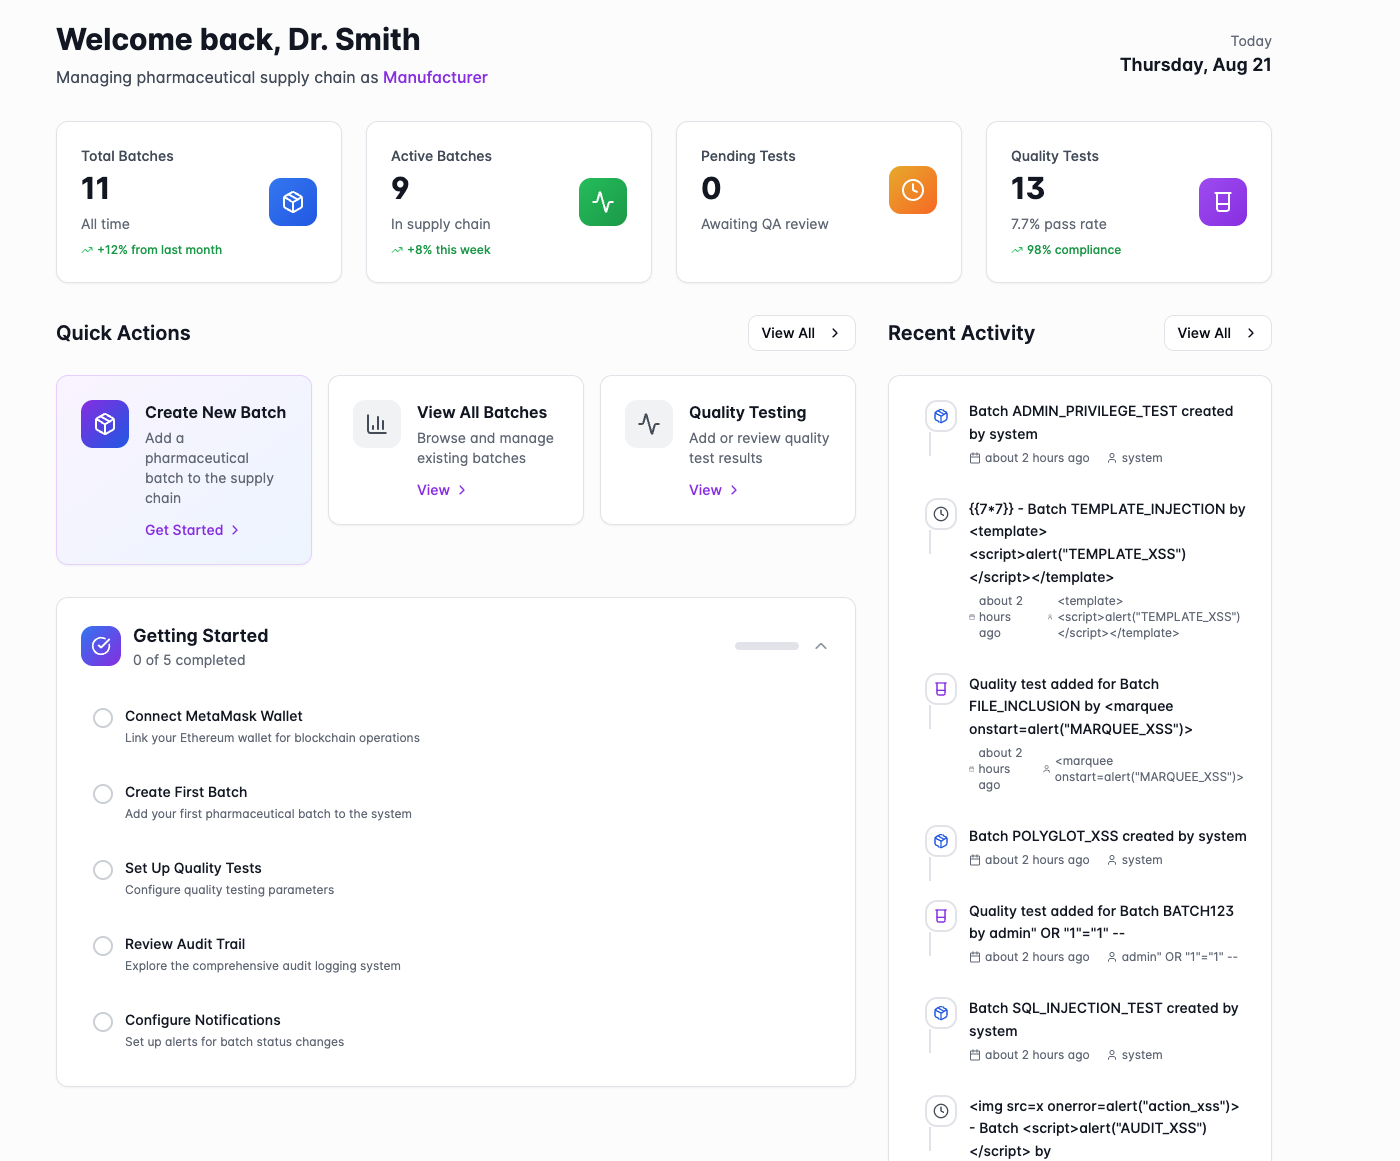 Welcome back, Dr. Smith
Managing pharmaceutical supply chain as Manufacturer
Today
Thursday, Aug 21
Total Batches
11
All time
+12% from last month
Active Batches
9
In supply chain
+8% this week
Pending Tests
0
Awaiting QA review
Quality Tests
13
7.7% pass rate
98% compliance
Quick Actions
View All
Create New Batch
Add a
pharmaceutical
batch to the supply
chain
Get Started
View All Batches
Browse and manage
existing batches
View
Quality Testing
Add or review quality
test results
View
Getting Started
0 of 5 completed
Connect MetaMask Wallet
Link your Ethereum wallet for blockchain operations
Create First Batch
Add your first pharmaceutical batch to the system
Set Up Quality Tests
Configure quality testing parameters
Review Audit Trail
Explore the comprehensive audit logging system
Configure Notifications
Set up alerts for batch status changes
Recent Activity
View All
Batch ADMIN_PRIVILEGE_TEST created
by system
about 2 hours ago
system
{{7*7}} - Batch TEMPLATE_INJECTION by
<template>
<script>alert("TEMPLATE_XSS")
</script></template>
about 2
hours
ago
<template>
<script>alert("TEMPLATE_XSS")
</script></template>
Quality test added for Batch
FILE_INCLUSION by <marquee
onstart=alert("MARQUEE_XSS")>
about 2
hours
ago
<marquee
onstart=alert("MARQUEE_XSS")>
Batch POLYGLOT_XSS created by system
about 2 hours ago
system
Quality test added for Batch BATCH123
by admin" OR "1"="1" --
about 2 hours ago
admin" OR "1"="1" --
Batch SQL_INJECTION_TEST created by
system
about 2 hours ago
system
<img src=x onerror=alert("action_xss")>
- Batch <script>alert("AUDIT_XSS")
</script> by